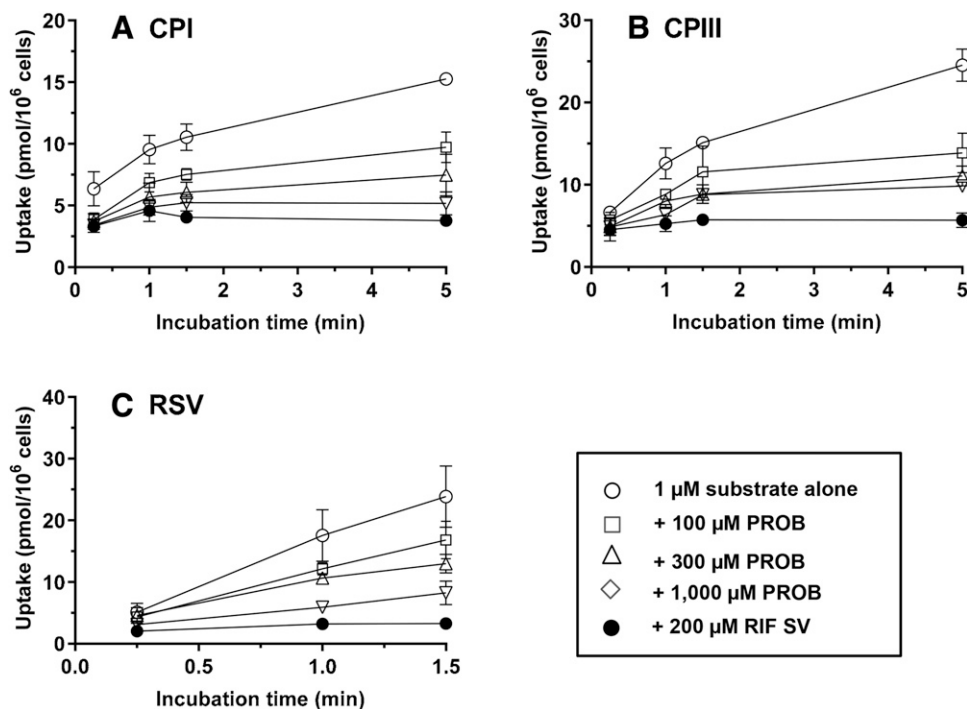 A CPI
Uptake (pmol/10⁶ cells)
20
15
10
5
0
0 1 2 3 4 5
Incubation time (min)
B CPIII
Uptake (pmol/10⁶ cells)
30
20
10
0
0 1 2 3 4 5
Incubation time (min)
C RSV
Uptake (pmol/10⁶ cells)
40
30
20
10
0
0.0 0.5 1.0 1.5
Incubation time (min)
1 µM substrate alone
+ 100 µM PROB
+ 300 µM PROB
+ 1,000 µM PROB
+ 200 µM RIF SV